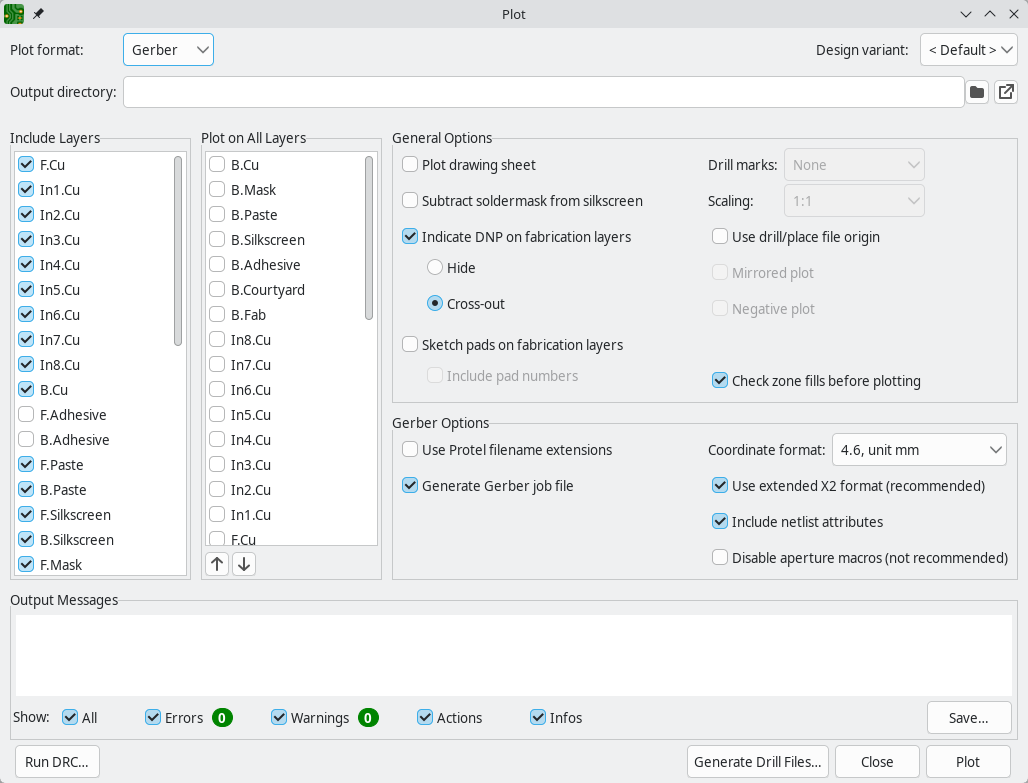 Plot
Plot format:
Gerber
Design variant:
< Default >
Output directory:
Include Layers
F.Cu
In1.Cu
In2.Cu
In3.Cu
In4.Cu
In5.Cu
In6.Cu
In7.Cu
In8.Cu
B.Cu
F.Adhesive
B.Adhesive
F.Paste
B.Paste
F.Silkscreen
B.Silkscreen
F.Mask
Plot on All Layers
B.Cu
B.Mask
B.Paste
B.Silkscreen
B.Adhesive
B.Courtyard
B.Fab
In8.Cu
In7.Cu
In6.Cu
In5.Cu
In4.Cu
In3.Cu
In2.Cu
In1.Cu
F.Cu
General Options
Plot drawing sheet
Subtract soldermask from silkscreen
Indicate DNP on fabrication layers
Hide
Cross-out
Sketch pads on fabrication layers
Include pad numbers
Drill marks:
None
Scaling:
1:1
Use drill/place file origin
Mirrored plot
Negative plot
Check zone fills before plotting
Gerber Options
Use Protel filename extensions
Generate Gerber job file
Coordinate format:
4.6, unit mm
Use extended X2 format (recommended)
Include netlist attributes
Disable aperture macros (not recommended)
Output Messages
Show:
All
Errors
0
Warnings
0
Actions
Infos
Save...
Run DRC...
Generate Drill Files...
Close
Plot